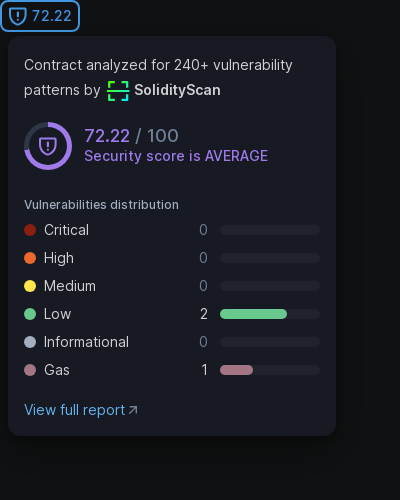 72.22
Contract analyzed for 240+ vulnerability
patterns by SolidityScan
72.22 / 100
Security score is AVERAGE
Vulnerabilities distribution
Critical 0
High 0
Medium 0
Low 2
Informational 0
Gas 1
View full report